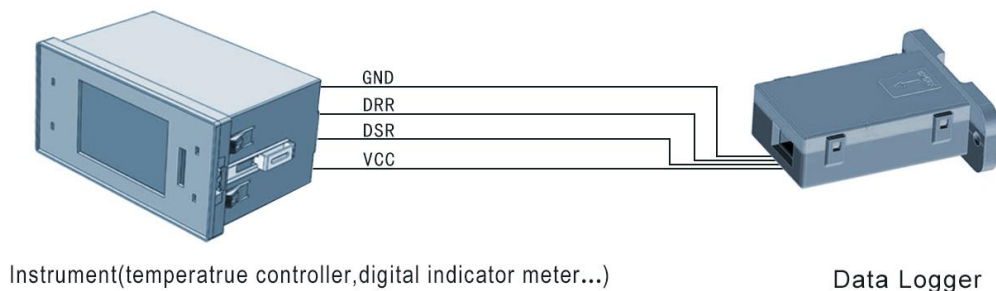 GND
DRR
DSR
VCC
Instrument(temperatrue controller,digital indicator meter...)
Data Logger